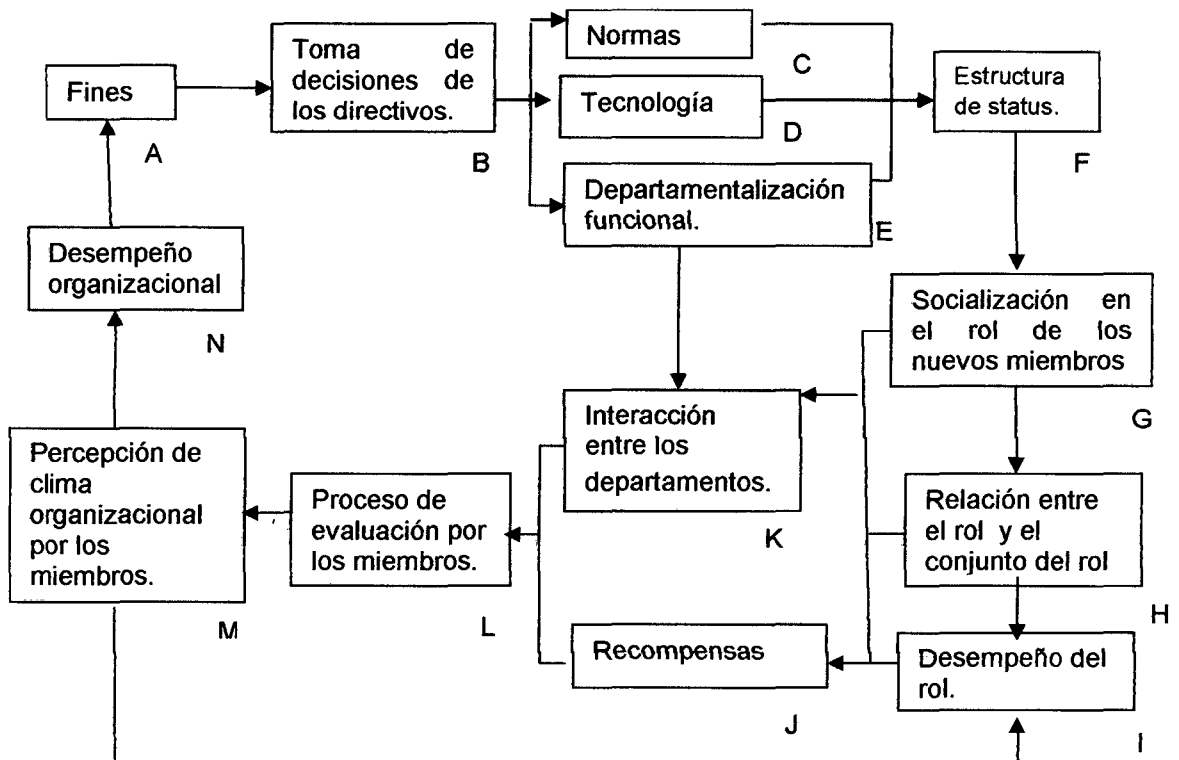 Fines
A
Toma de
decisiones de
los directivos.
B
Normas
C
Tecnología
D
Departamentalización
funcional.
E
Estructura
de status.
F
Socialización en
el rol de los
nuevos miembros
G
Relación entre
el rol y el
conjunto del rol
H
Desempeño del
rol.
I
Recompensas
J
Interacción
entre los
departamentos.
K
Proceso de
evaluación por
los miembros.
L
Percepción de
clima
organizacional
por los
miembros.
M
Desempeño
organizacional
N